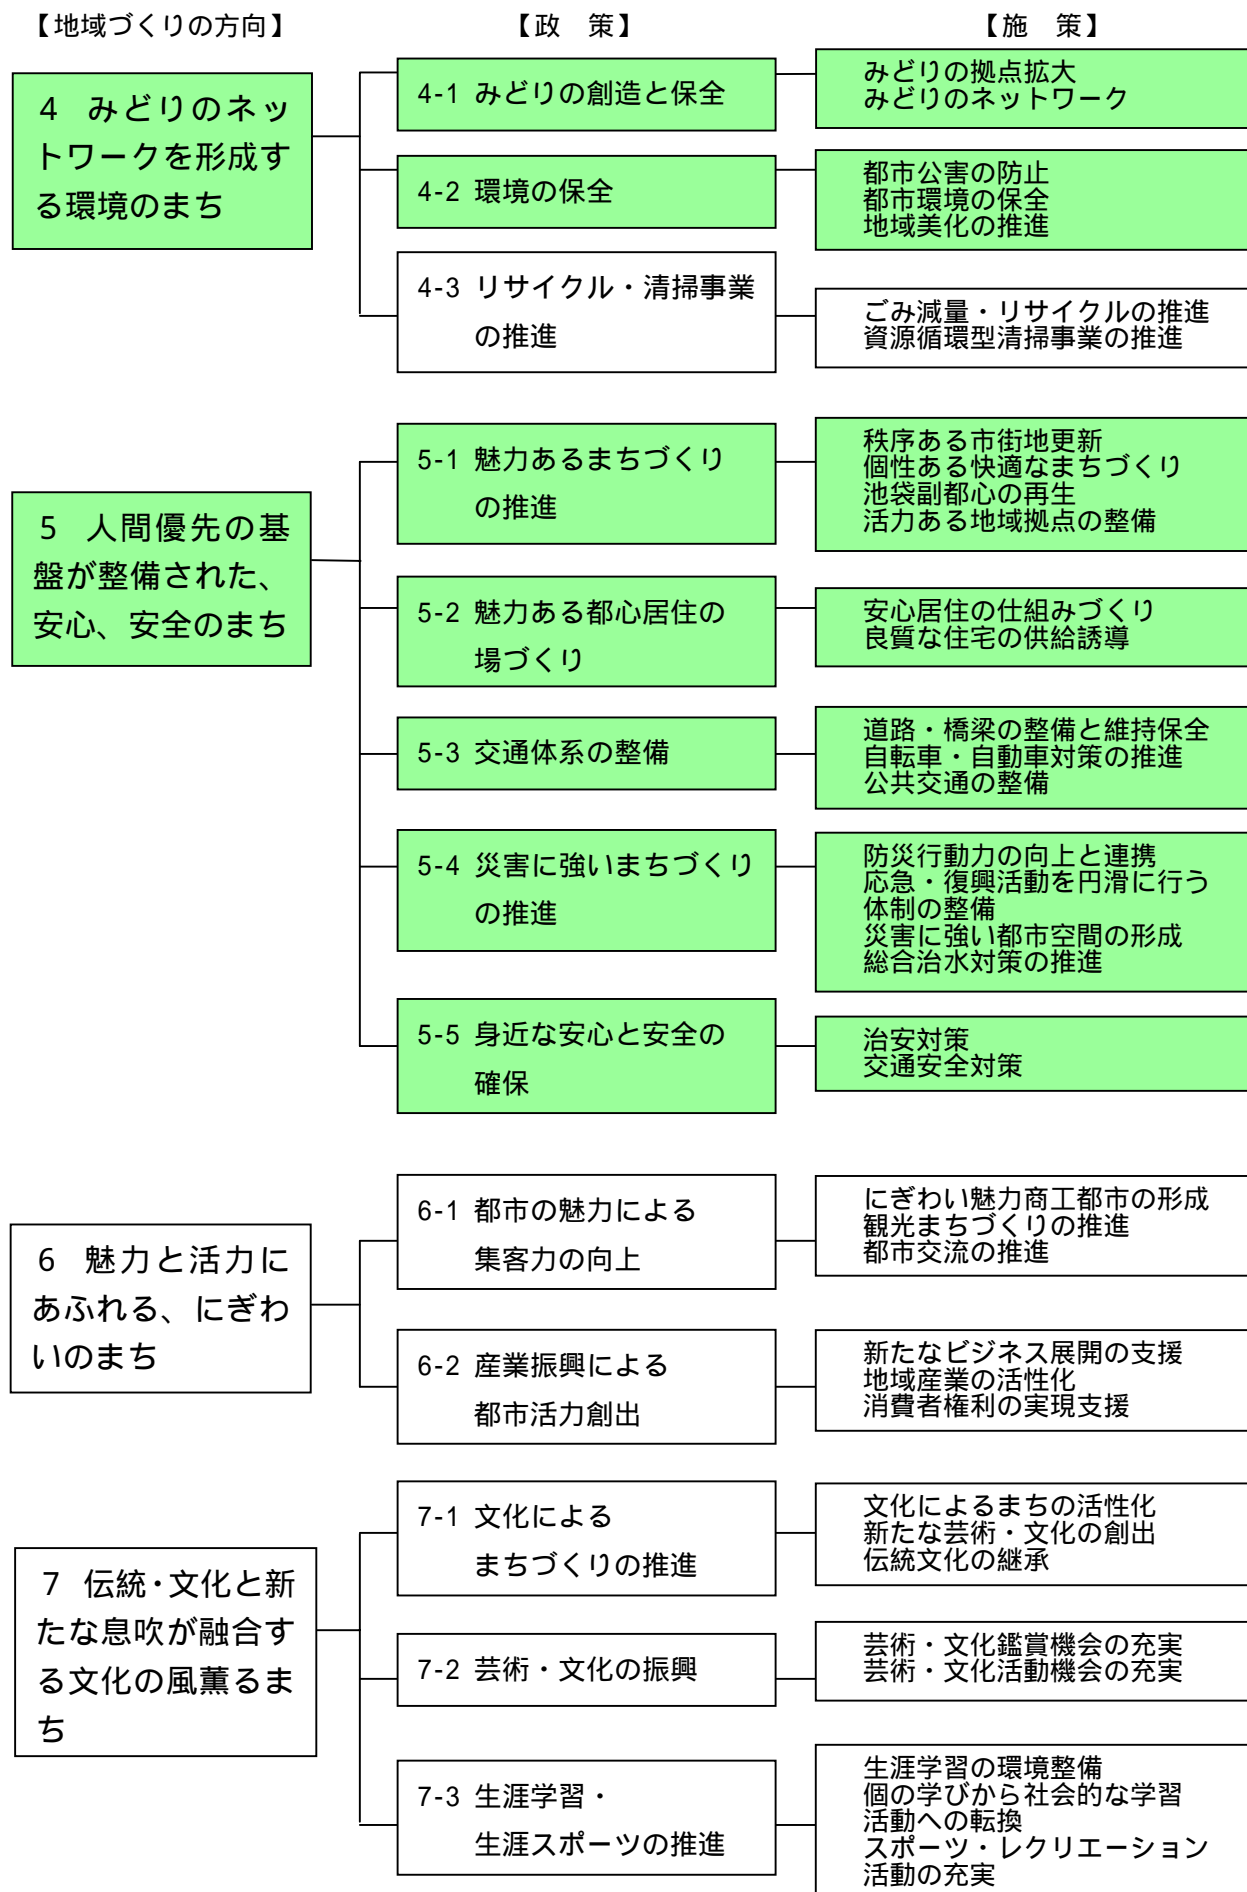 【地域づくりの方向】
【政　策】
【施　策】
4　みどりのネッ
トワークを形成す
る環境のまち
4-1 みどりの創造と保全
みどりの拠点拡大
みどりのネットワーク
4-2 環境の保全
都市公害の防止
都市環境の保全
地域美化の推進
4-3 リサイクル・清掃事業
の推進
ごみ減量・リサイクルの推進
資源循環型清掃事業の推進
5　人間優先の基
盤が整備された、
安心、安全のまち
5-1 魅力あるまちづくり
の推進
秩序ある市街地更新
個性ある快適なまちづくり
池袋副都心の再生
活力ある地域拠点の整備
5-2 魅力ある都心居住の
場づくり
安心居住の仕組みづくり
良質な住宅の供給誘導
5-3 交通体系の整備
道路・橋梁の整備と維持保全
自転車・自動車対策の推進
公共交通の整備
5-4 災害に強いまちづくり
の推進
防災行動力の向上と連携
応急・復興活動を円滑に行う
体制の整備
災害に強い都市空間の形成
総合治水対策の推進
5-5 身近な安心と安全の
確保
治安対策
交通安全対策
6　魅力と活力に
あふれる、にぎわ
いのまち
6-1 都市の魅力による
集客力の向上
にぎわい魅力商工都市の形成
観光まちづくりの推進
都市交流の推進
6-2 産業振興による
都市活力創出
新たなビジネス展開の支援
地域産業の活性化
消費者権利の実現支援
7　伝統・文化と新
たな息吹が融合す
る文化の風薫るま
ち
7-1 文化による
まちづくりの推進
文化によるまちの活性化
新たな芸術・文化の創出
伝統文化の継承
7-2 芸術・文化の振興
芸術・文化鑑賞機会の充実
芸術・文化活動機会の充実
7-3 生涯学習・
生涯スポーツの推進
生涯学習の環境整備
個の学びから社会的な学習
活動への転換
スポーツ・レクリエーション
活動の充実